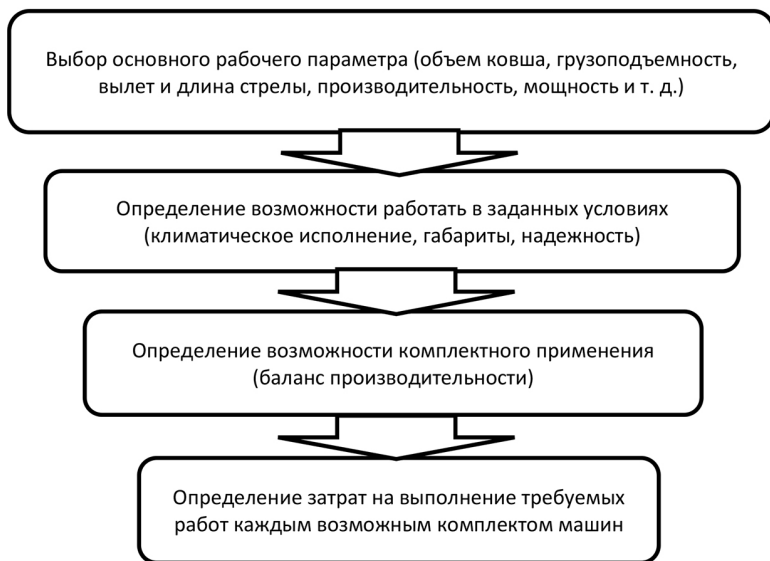 Выбор основного рабочего параметра (объем ковша, грузоподъемность,
вылет и длина стрелы, производительность, мощность и т. д.)
Определение возможности работать в заданных условиях
(климатическое исполнение, габариты, надежность)
Определение возможности комплектного применения
(баланс производительности)
Определение затрат на выполнение требуемых
работ каждым возможным комплектом машин